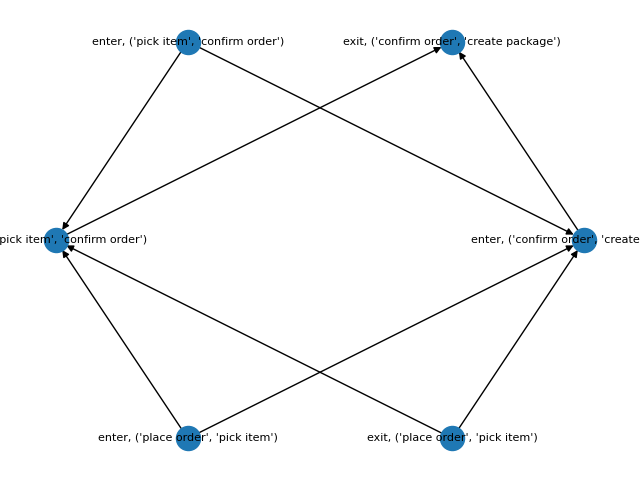 enter, ('pick item', 'confirm order')
exit, ('confirm order', 'create package')
pick item', 'confirm order')
enter, ('confirm order', 'create
enter, ('place order', 'pick item')
exit, ('place order', 'pick item')